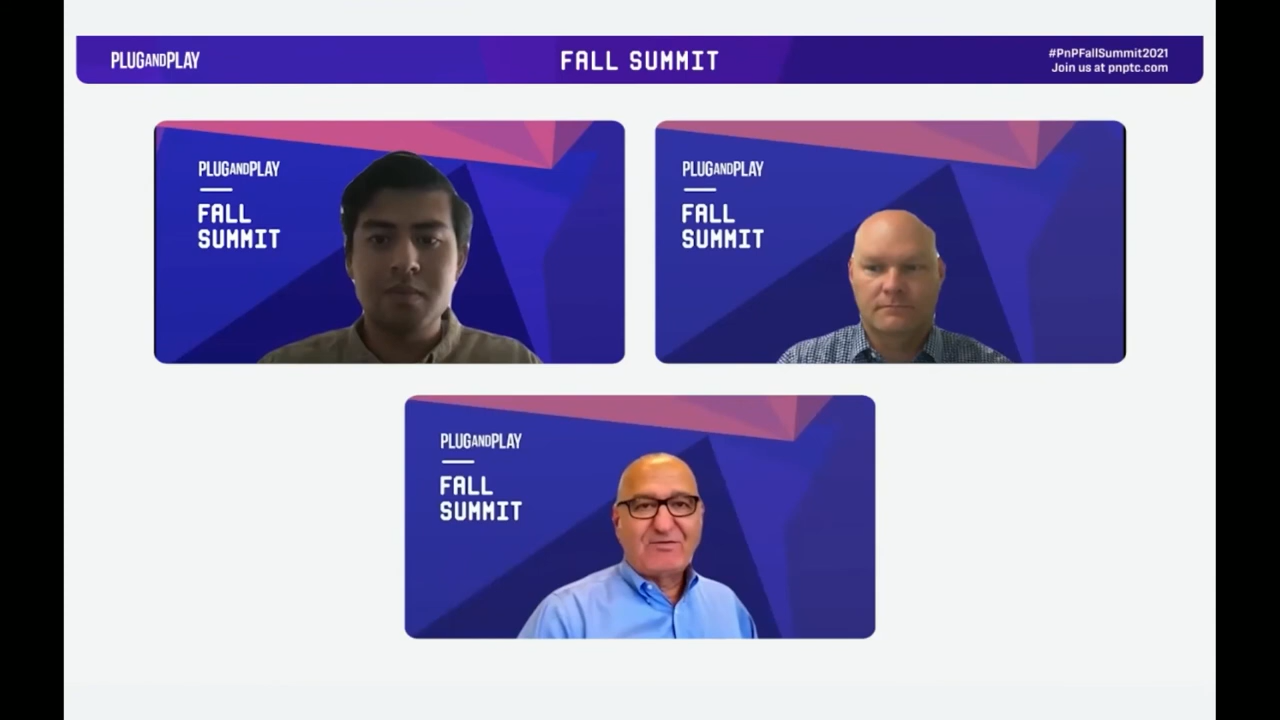 PLUGANDPLAY
FALL SUMMIT
#PnPFallSummit2021
Join us at pnptc.com
PLUGANDPLAY
FALL
SUMMIT
PLUGANDPLAY
FALL
SUMMIT
PLUGANDPLAY
FALL
SUMMIT